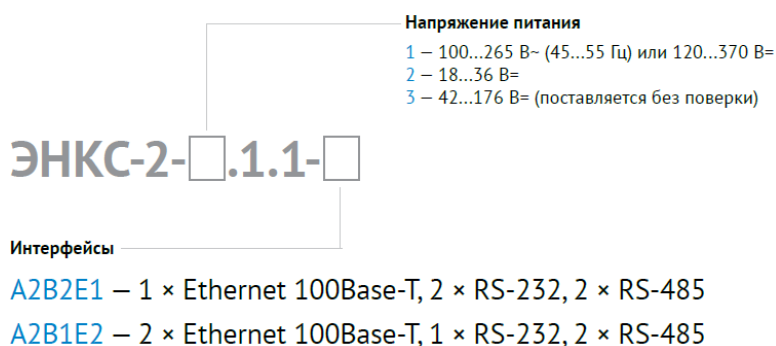 Напряжение питания
1 – 100...265 В~ (45...55 Гц) или 120...370 В=
2 – 18...36 В=
3 – 42...176 В= (поставляется без поверки)
ЭНКС-2-□.1.1-□
Интерфейсы
A2B2E1 – 1 × Ethernet 100Base-T, 2 × RS-232, 2 × RS-485
A2B1E2 – 2 × Ethernet 100Base-T, 1 × RS-232, 2 × RS-485